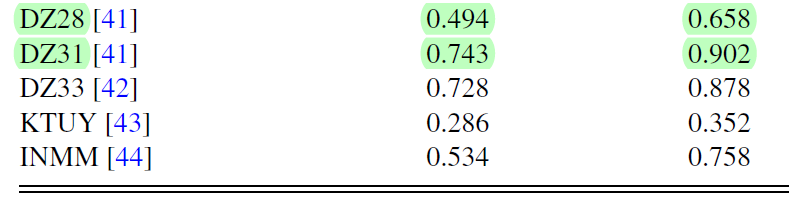 DZ28 [41] 0.494 0.658
DZ31 [41] 0.743 0.902
DZ33 [42] 0.728 0.878
KTUY [43] 0.286 0.352
INMM [44] 0.534 0.758